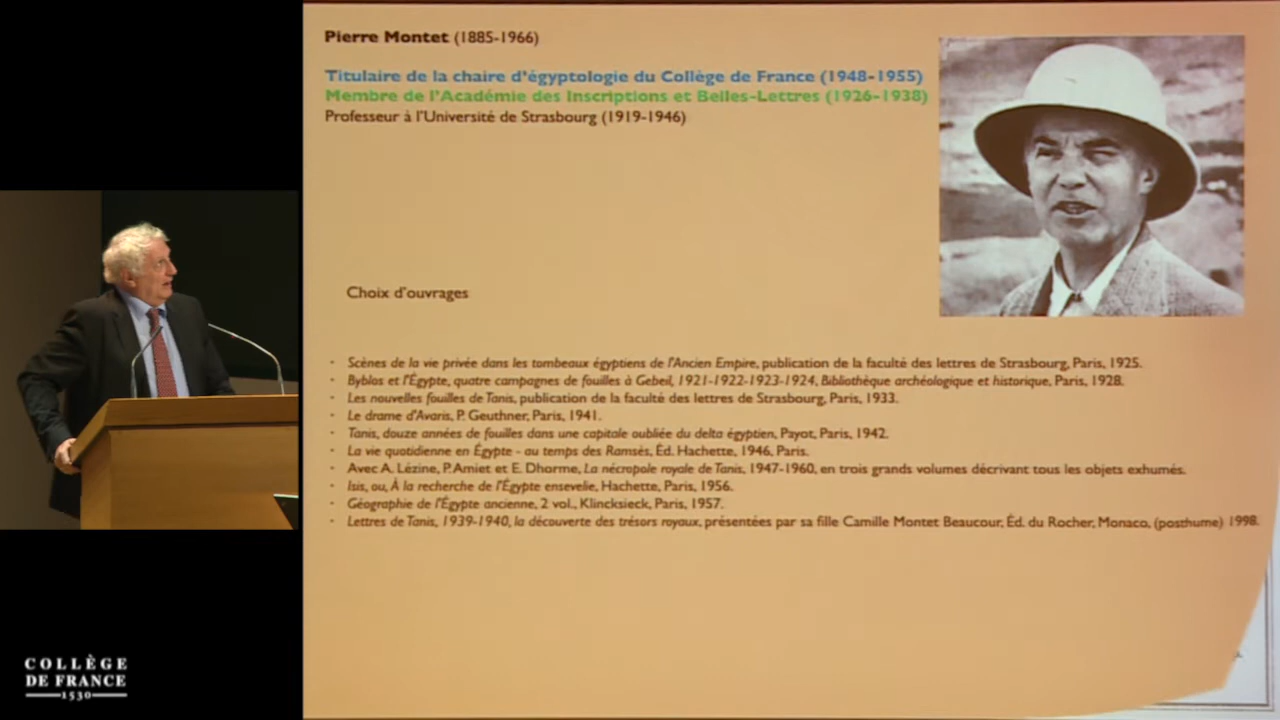 Pierre Montet (1885-1966)
Titulaire de la chaire d'égyptologie du Collège de France (1948-1955)
Membre de l'Académie des Inscriptions et Belles-Lettres (1926-1938)
Professeur à l'Université de Strasbourg (1919-1946)
Choix d'ouvrages
• Scènes de la vie privée dans les tombeaux égyptiens de l'Ancien Empire, publication de la faculté des lettres de Strasbourg, Paris, 1925.
• Byblos et l'Égypte, quatre campagnes de fouilles à Gebeil, 1921-1922-1923-1924, Bibliothèque archéologique et historique, Paris, 1928.
• Les nouvelles fouilles de Tanis, publication de la faculté des lettres de Strasbourg, Paris, 1933.
• Le drame d'Avaris, P. Geuthner, Paris, 1941.
• Tanis, douze années de fouilles dans une capitale oubliée du delta égyptien, Payot, Paris, 1942.
• La vie quotidienne en Égypte - au temps des Ramsès, Éd. Hachette, 1946, Paris.
• Avec A. Lézine, P. Amiet et E. Dhorme, La nécropole royale de Tanis, 1947-1960, en trois grands volumes décrivant tous les objets exhumés.
• Isis, ou, À la recherche de l'Égypte ensevelie, Hachette, Paris, 1956.
• Géographie de l'Égypte ancienne, 2 vol., Klincksieck, Paris, 1957.
• Lettres de Tanis, 1939-1940, la découverte des trésors royaux, présentées par sa fille Camille Montet Beaucour, Éd. du Rocher, Monaco, (posthume) 1998.
COLLÈGE
DE FRANCE
1530